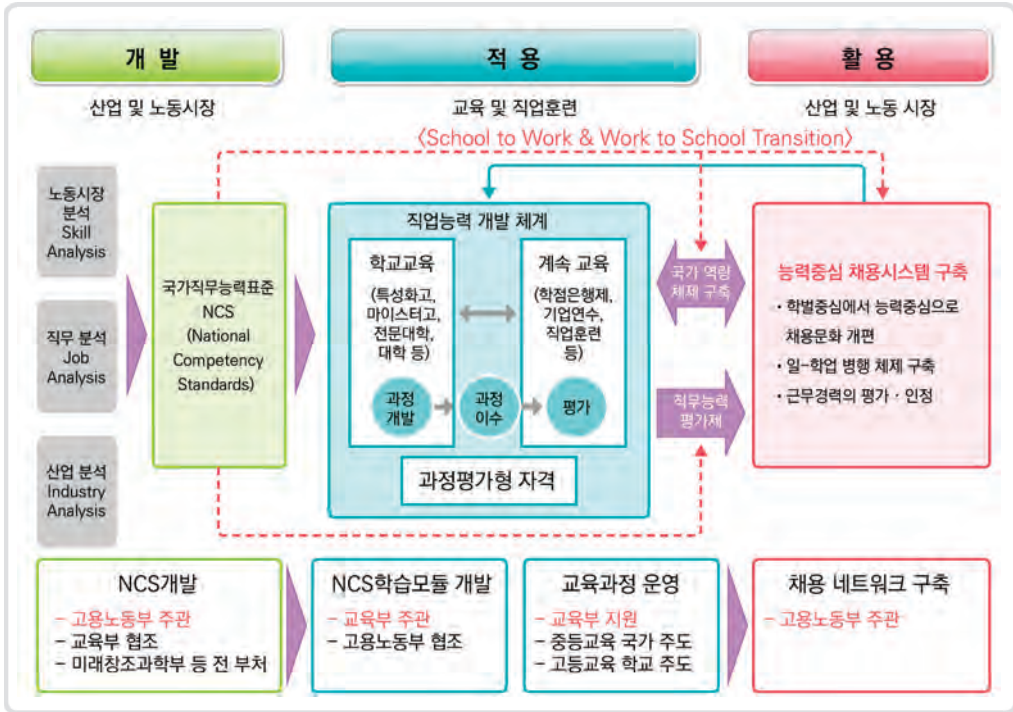 개 발
적 용
활 용
산업 및 노동시장
교육 및 직업훈련
산업 및 노동 시장
〈School to Work & Work to School Transition〉
노동시장
분석
Skill
Analysis
직무 분석
Job
Analysis
산업 분석
Industry
Analysis
국가직무능력표준
NCS
(National
Competency
Standards)
직업능력 개발 체계
학교교육
(특성화고,
마이스터고,
전문대학,
대학 등)
계속 교육
(학점은행제,
기업연수,
직업훈련
등)
과정
개발
과정
이수
평가
과정평가형 자격
국가 역량
체제 구축
직무능력
평가제
능력중심 채용시스템 구축
• 학벌중심에서 능력중심으로
채용문화 개편
• 일-학업 병행 체제 구축
• 근무경력의 평가 · 인정
NCS개발
- 고용노동부 주관
- 교육부 협조
- 미래창조과학부 등 전 부처
NCS학습모듈 개발
- 교육부 주관
- 고용노동부 협조
교육과정 운영
- 교육부 지원
- 중등교육 국가 주도
- 고등교육 학교 주도
채용 네트워크 구축
- 고용노동부 주관